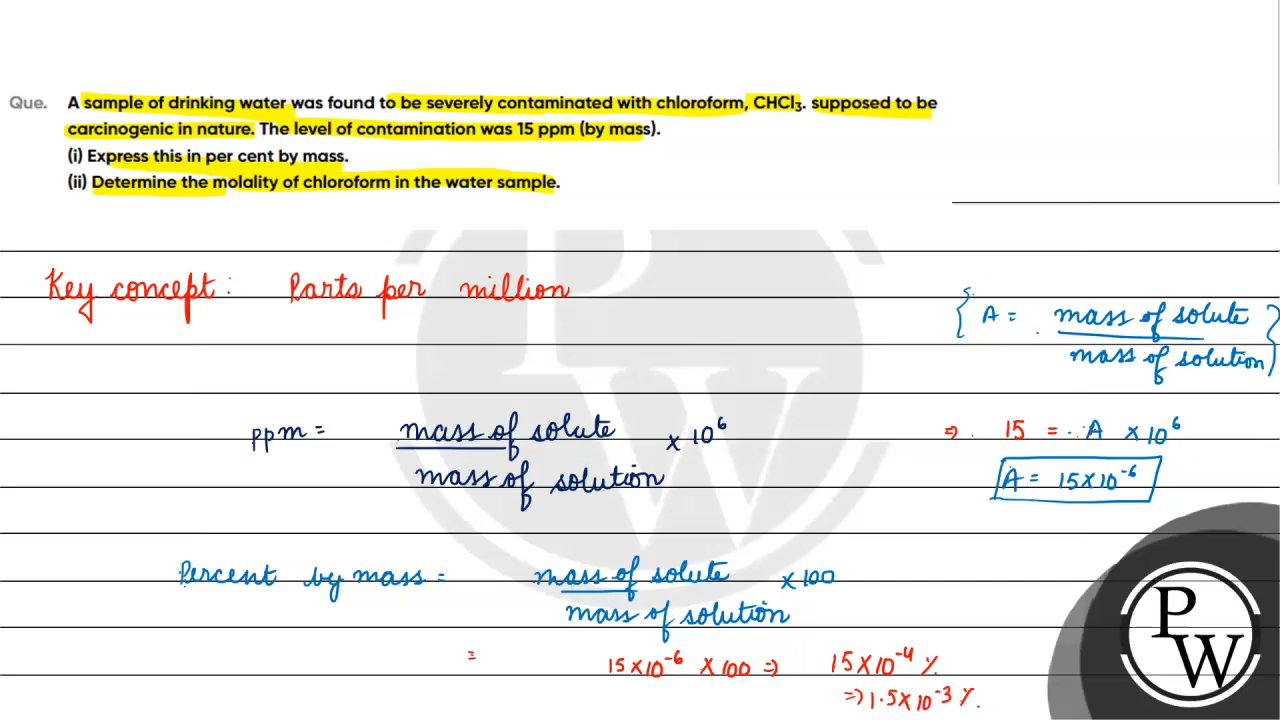 Que. A sample of drinking water was found to be severely contaminated with chloroform, CHCl₃. supposed to be
carcinogenic in nature. The level of contamination was 15 ppm (by mass).
(i) Express this in per cent by mass.
(ii) Determine the molality of chloroform in the water sample.
Key concept: Parts per million
{ A = mass of solute
mass of solution }
ppm = mass of solute × 10⁶
mass of solution
⇒ 15 = A × 10⁶
A = 15 × 10⁻⁶
Percent by mass = mass of solute × 100
mass of solution
= 15 × 10⁻⁶ × 100 ⇒ 15 × 10⁻⁴ %
⇒ 1.5 × 10⁻³ %.
P
W
P
W